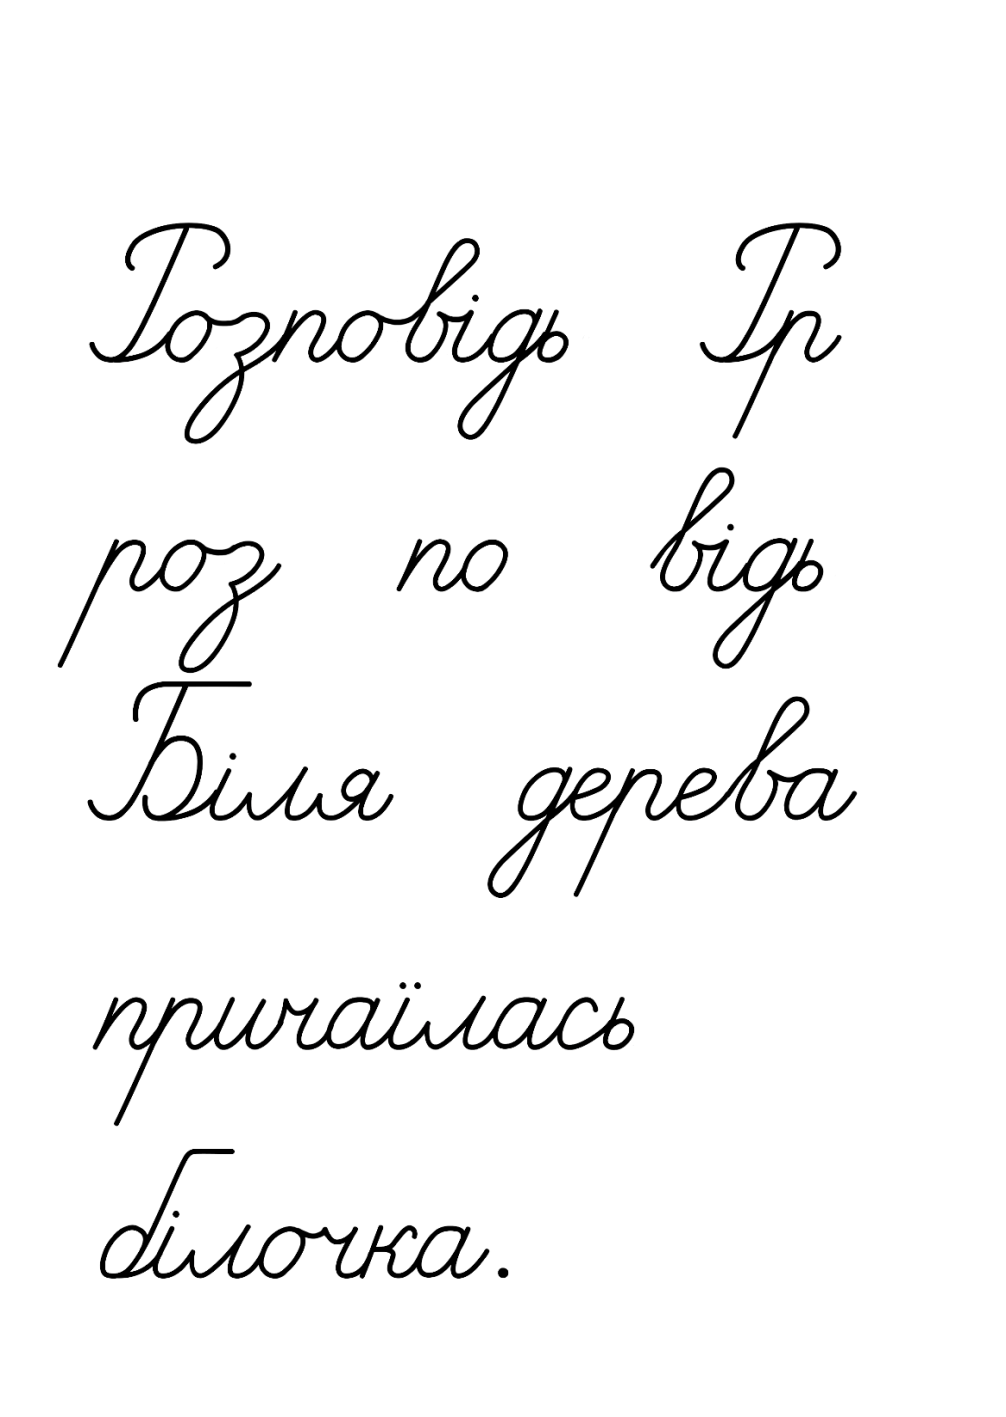 Розповідь Рр
роз по відь
Біля дерева
причаїлась
білочка.